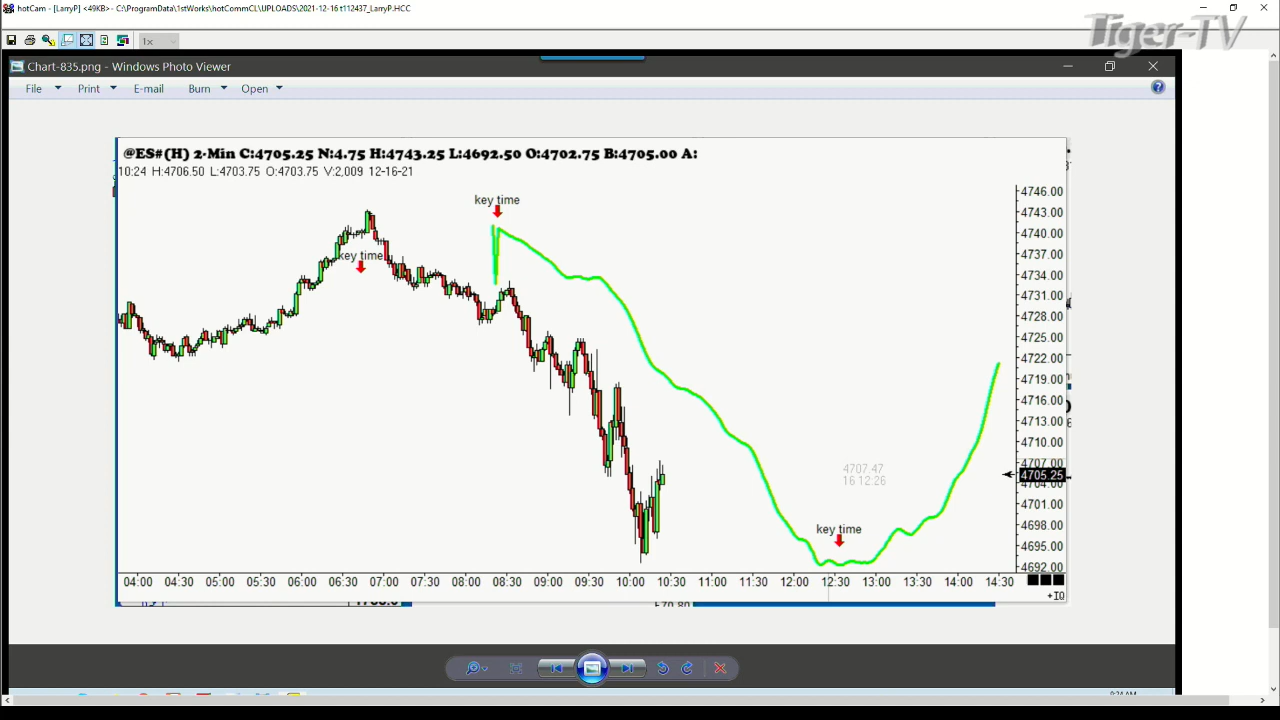 hotCam - [LarryP] <49KB>- C:\ProgramData\1stWorks\hotCommCL\UPLOADS\2021-12-16 t112437_LarryP.HCC
1x
Tiger-TV
Chart-835.png - Windows Photo Viewer
File Print E-mail Burn Open
@ES#(H) 2-Min C:4705.25 N:4.75 H:4743.25 L:4692.50 O:4702.75 B:4705.00 A:
10:24 H:4706.50 L:4703.75 O:4703.75 V:2,009 12-16-21
key time
key time
key time
4746.00
4743.00
4740.00
4737.00
4734.00
4731.00
4728.00
4725.00
4722.00
4719.00
4716.00
4713.00
4710.00
4707.00
4705.25
4704.00
4701.00
4698.00
4695.00
4692.00
4707.47
16 12:26
04:00 04:30 05:00 05:30 06:00 06:30 07:00 07:30 08:00 08:30 09:00 09:30 10:00 10:30 11:00 11:30 12:00 12:30 13:00 13:30 14:00 14:30
+IQ